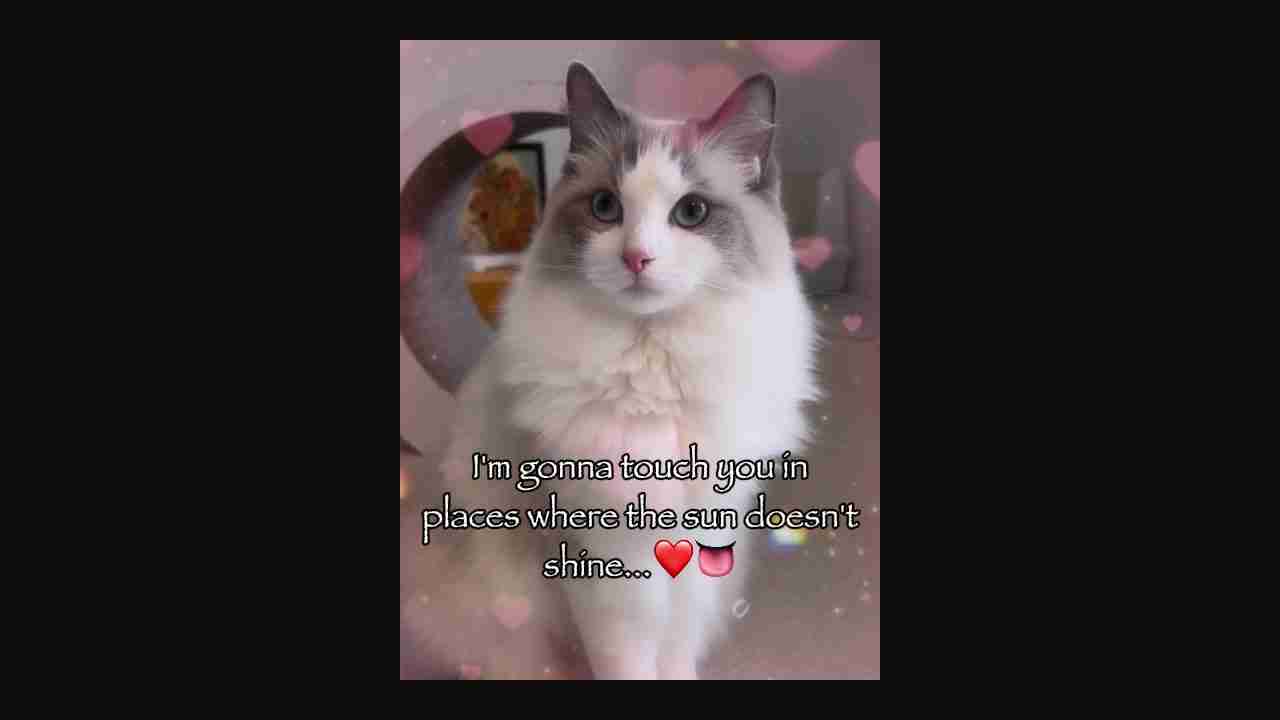 I'm gonna touch you in
places where the sun doesn't
shine...❤️👅